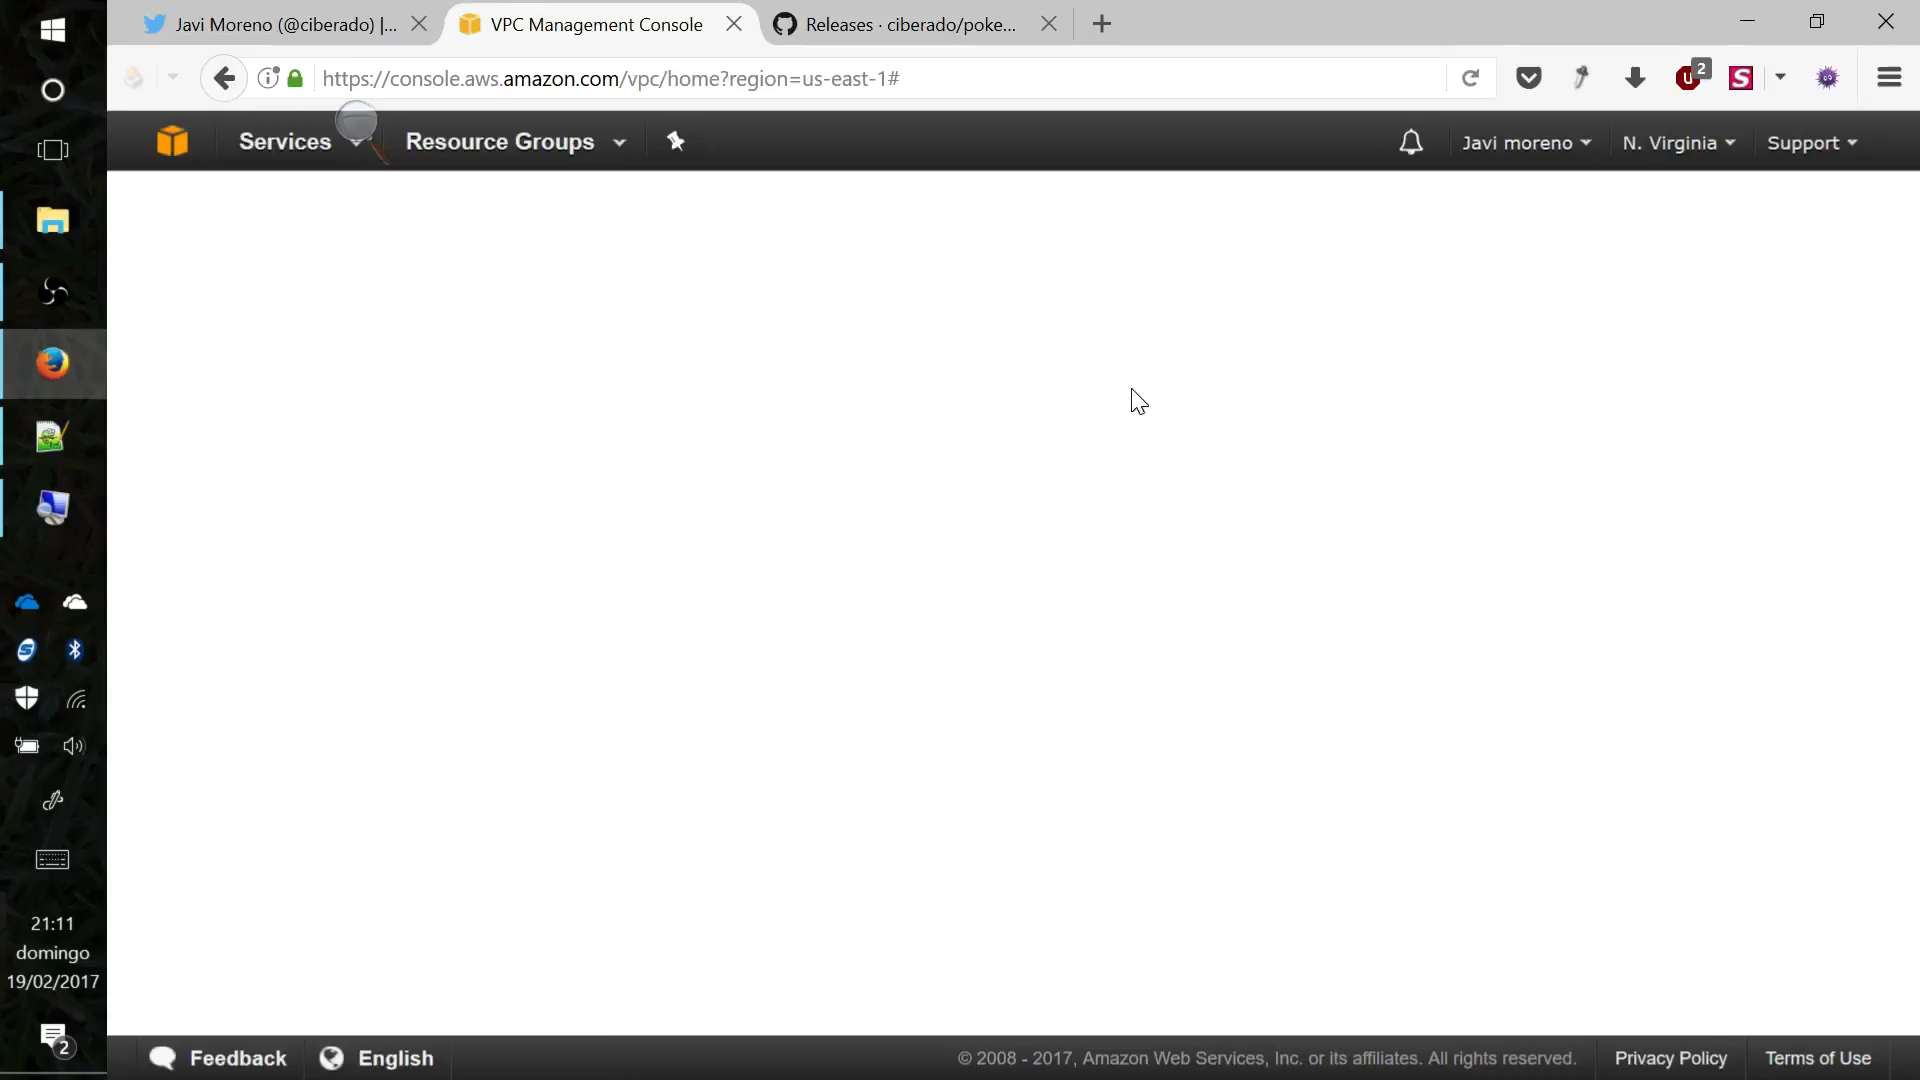 Javi Moreno (@ciberado) |...
VPC Management Console
Releases · ciberado/poke...
https://console.aws.amazon.com/vpc/home?region=us-east-1#
2
Services
Resource Groups
Javi moreno
N. Virginia
Support
21:11
domingo
19/02/2017
2
Feedback
English
© 2008 - 2017, Amazon Web Services, Inc. or its affiliates. All rights reserved.
Privacy Policy
Terms of Use